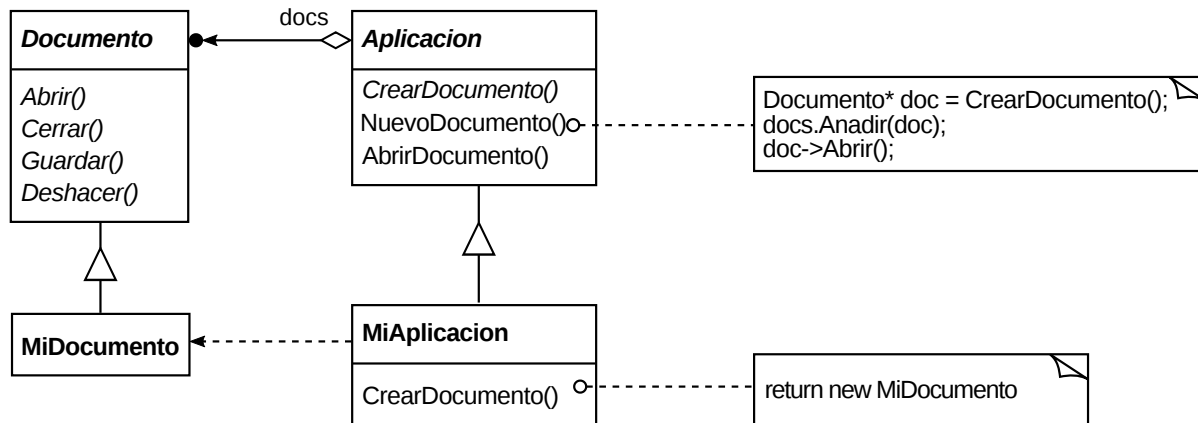 docs
Documento
Abrir()
Cerrar()
Guardar()
Deshacer()
Aplicacion
CrearDocumento()
NuevoDocumento()
AbrirDocumento()
Documento* doc = CrearDocumento();
docs.Anadir(doc);
doc->Abrir();
MiDocumento
MiAplicacion
CrearDocumento()
return new MiDocumento